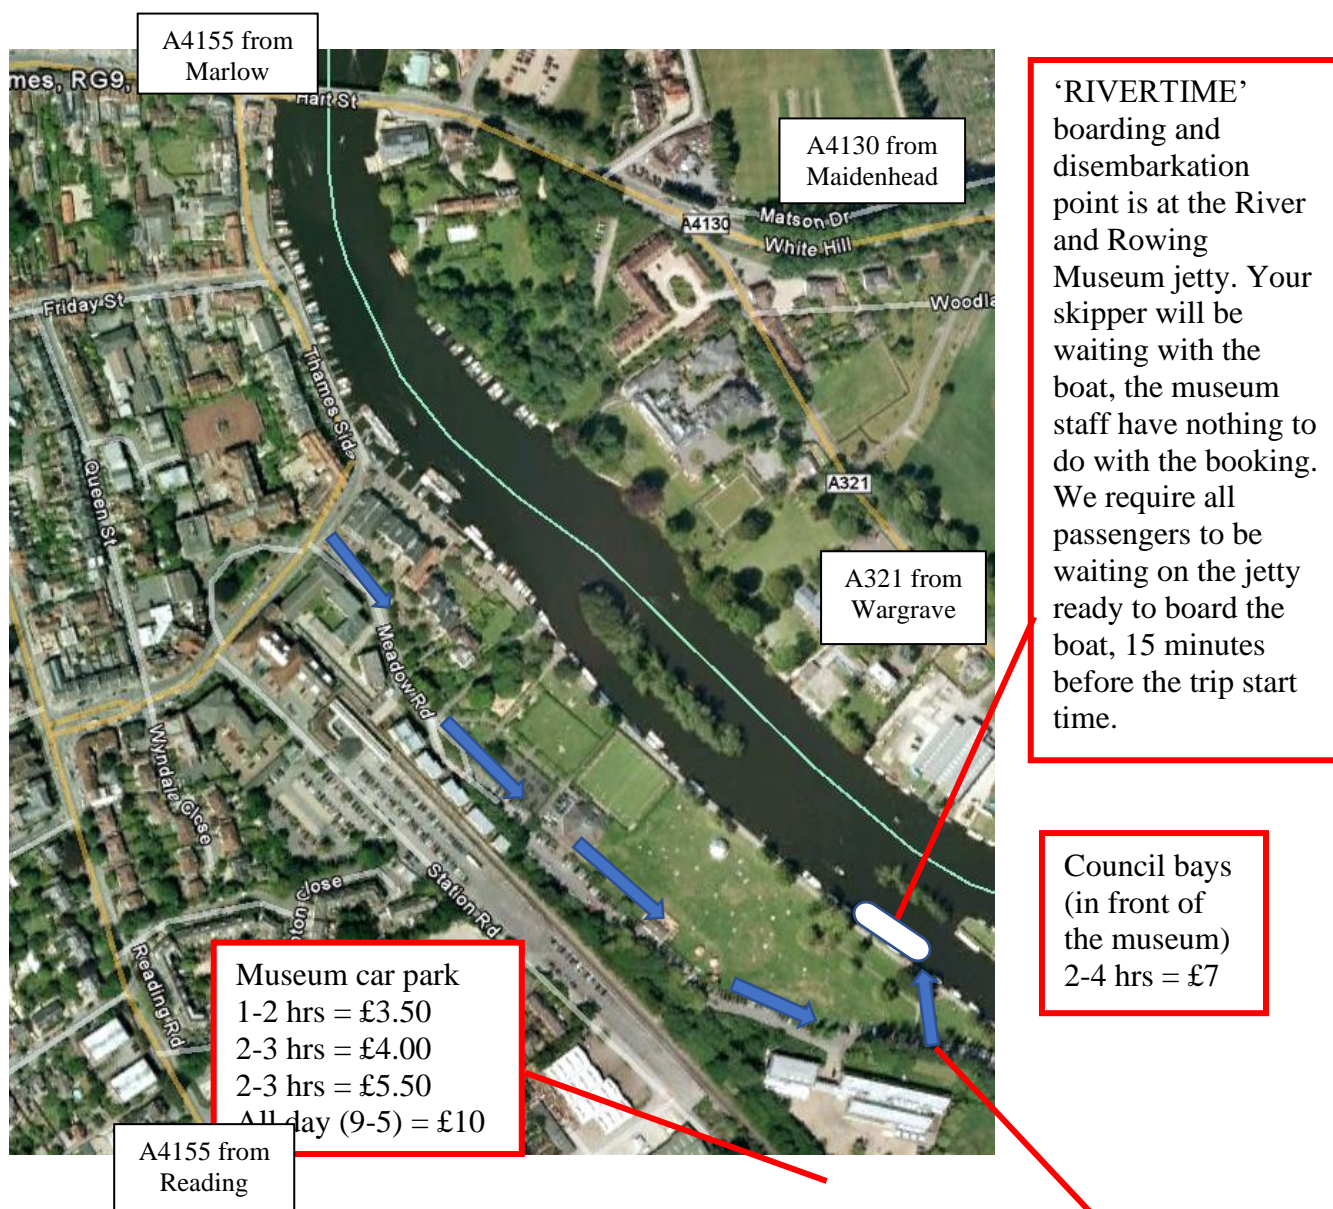 A4155 from
Marlow
mes, RG9,
Hart St
A4130 from
Maidenhead
A4130
Matson Dr
White Hill
Friday St
Thames Side
Queen St
A321
A321 from
Wargrave
Meadow Rd
Wyndale Close
Station Rd
Reading Rd
Museum car park
1-2 hrs = £3.50
2-3 hrs = £4.00
2-3 hrs = £5.50
All day (9-5) = £10
A4155 from
Reading
‘RIVERTIME’
boarding and
disembarkation
point is at the River
and Rowing
Museum jetty. Your
skipper will be
waiting with the
boat, the museum
staff have nothing to
do with the booking.
We require all
passengers to be
waiting on the jetty
ready to board the
boat, 15 minutes
before the trip start
time.
Council bays
(in front of
the museum)
2-4 hrs = £7